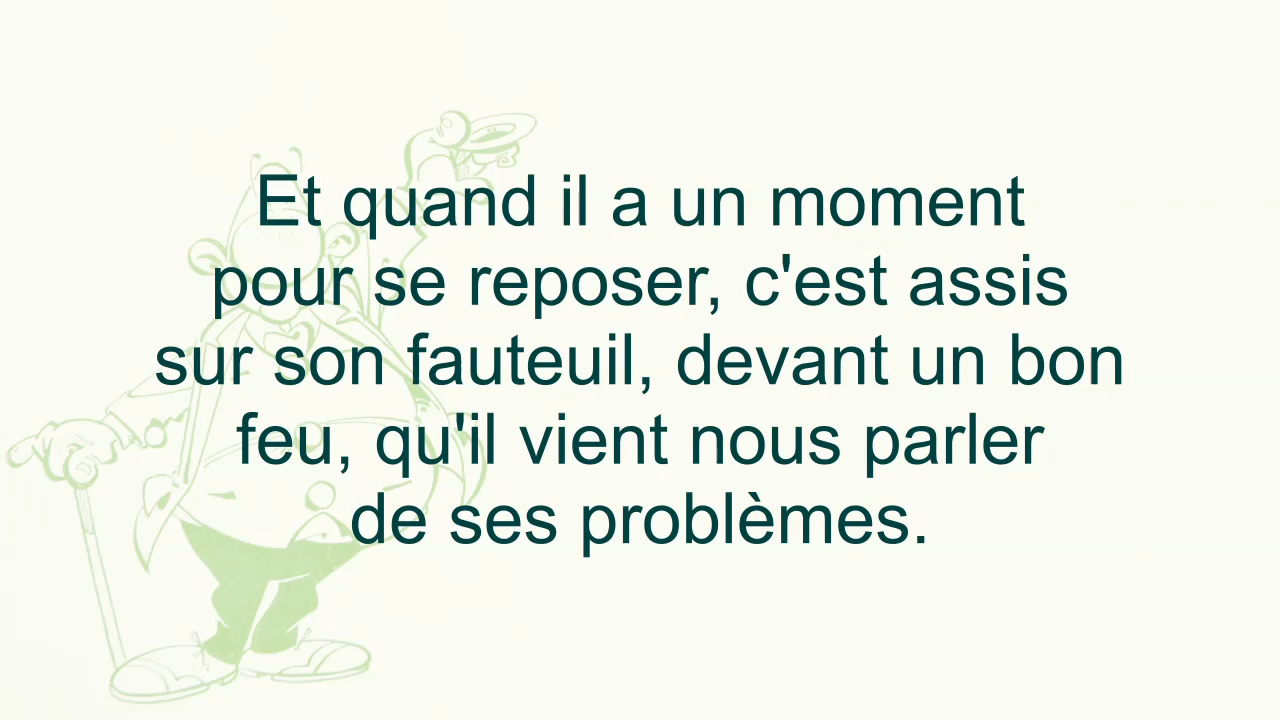 Et quand il a un moment
pour se reposer, c'est assis
sur son fauteuil, devant un bon
feu, qu'il vient nous parler
de ses problèmes.